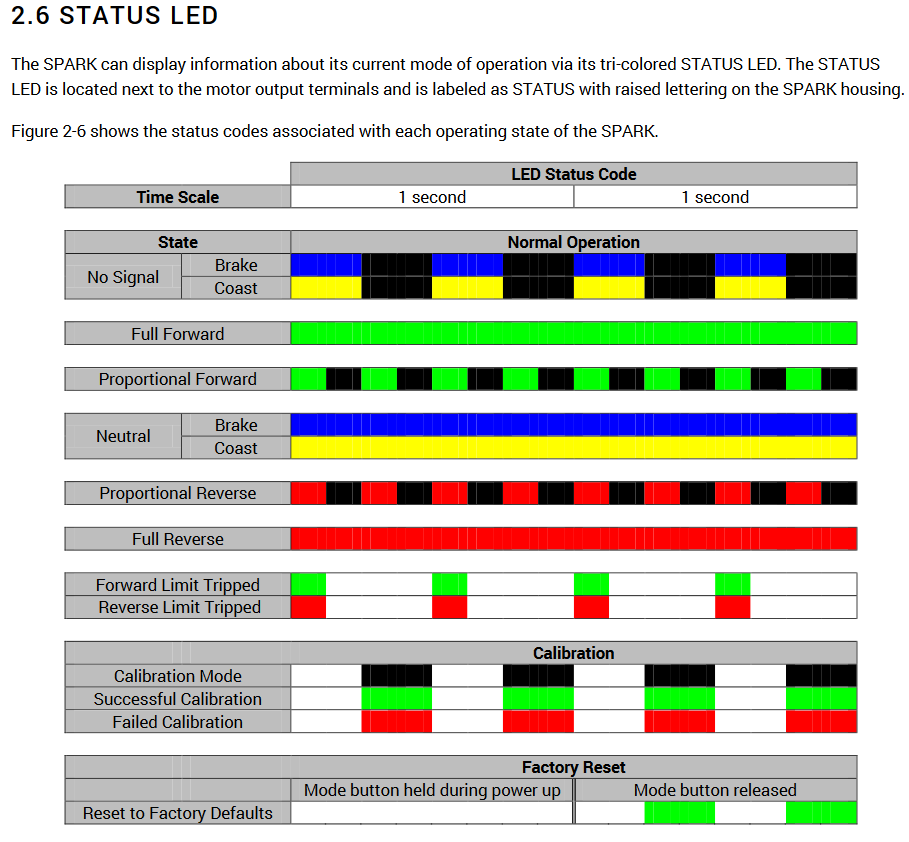 2.6 STATUS LED
The SPARK can display information about its current mode of operation via its tri-colored STATUS LED. The STATUS
LED is located next to the motor output terminals and is labeled as STATUS with raised lettering on the SPARK housing.
Figure 2-6 shows the status codes associated with each operating state of the SPARK.
LED Status Code
Time Scale 1 second 1 second
State Normal Operation
No Signal Brake
Coast
Full Forward
Proportional Forward
Neutral Brake
Coast
Proportional Reverse
Full Reverse
Forward Limit Tripped
Reverse Limit Tripped
Calibration
Calibration Mode
Successful Calibration
Failed Calibration
Factory Reset
Mode button held during power up Mode button released
Reset to Factory Defaults